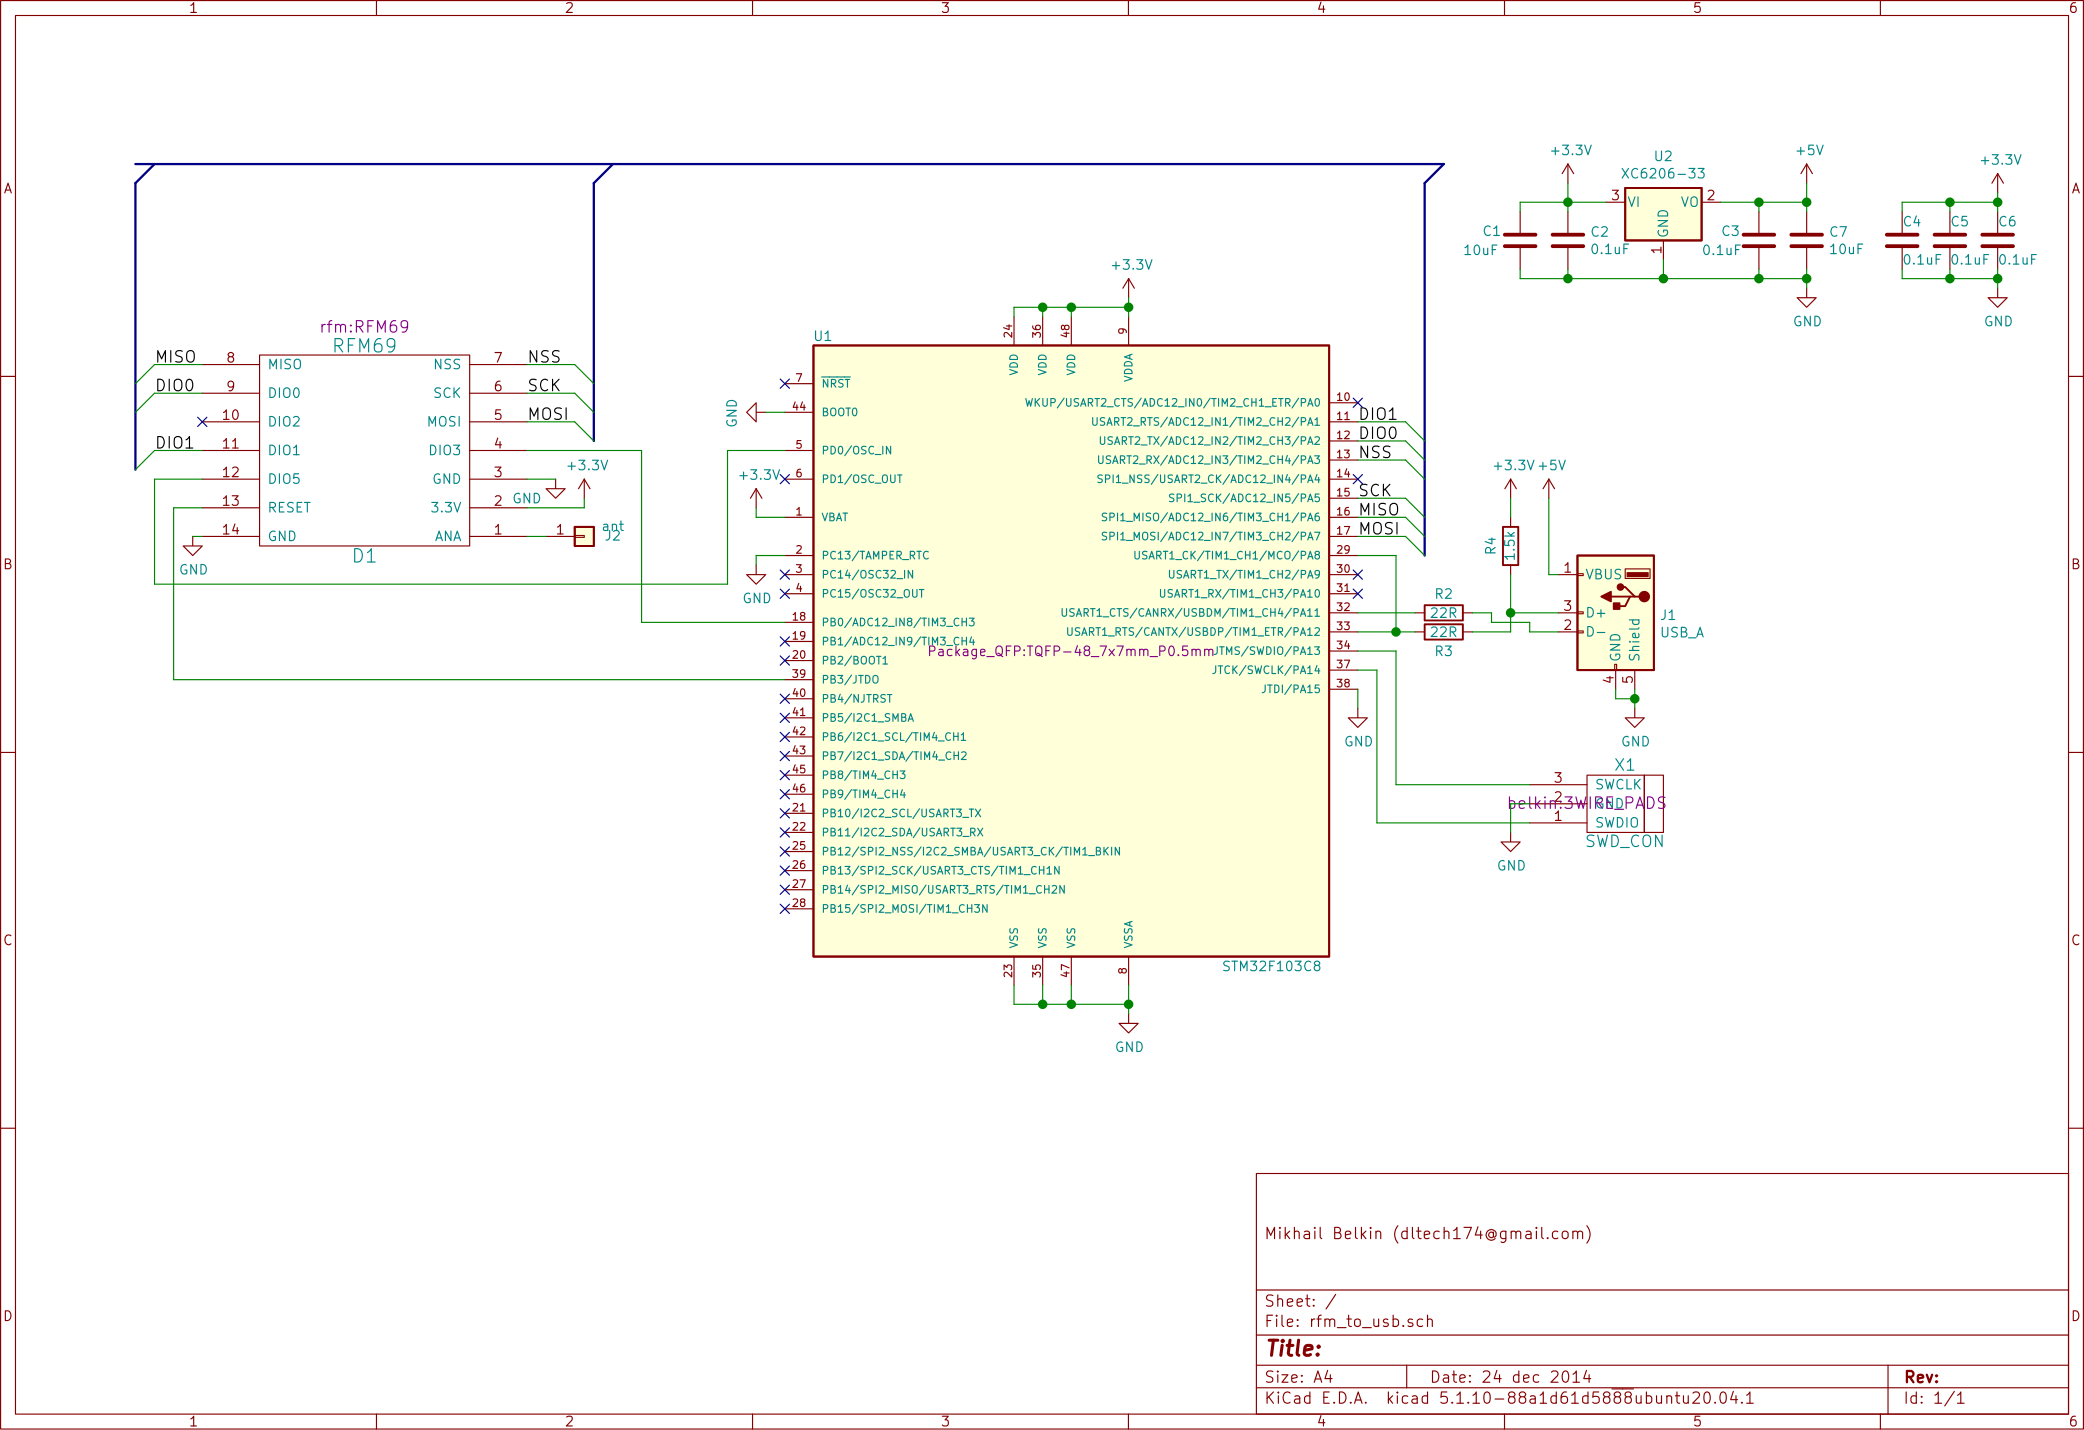 1 2 3 4 5 6
A A
B B
C C
D D
1 2 3 4 5 6
rfm:RFM69
RFM69
MISO 8 MISO
DIO0 9 DIO0
10 DIO2
DIO1 11 DIO1
12 DIO5
13 RESET
14 GND
GND
NSS 7 NSS
SCK 6 SCK
MOSI 5 MOSI
DIO3 4
GND 3
GND
3.3V 2
+3.3V
ANA 1
1
ant
J2
D1
U1
+3.3V
24 VDD
36 VDD
48 VDD
9 VDDA
7 NRST
GND 44 BOOT0
5 PD0/OSC_IN
+3.3V
6 PD1/OSC_OUT
1 VBAT
2 PC13/TAMPER_RTC
GND
3 PC14/OSC32_IN
4 PC15/OSC32_OUT
18 PB0/ADC12_IN8/TIM3_CH3
19 PB1/ADC12_IN9/TIM3_CH4
20 PB2/BOOT1
39 PB3/JTDO
40 PB4/NJTRST
41 PB5/I2C1_SMBA
42 PB6/I2C1_SCL/TIM4_CH1
43 PB7/I2C1_SDA/TIM4_CH2
45 PB8/TIM4_CH3
46 PB9/TIM4_CH4
21 PB10/I2C2_SCL/USART3_TX
22 PB11/I2C2_SDA/USART3_RX
25 PB12/SPI2_NSS/I2C2_SMBA/USART3_CK/TIM1_BKIN
26 PB13/SPI2_SCK/USART3_CTS/TIM1_CH1N
27 PB14/SPI2_MISO/USART3_RTS/TIM1_CH2N
28 PB15/SPI2_MOSI/TIM1_CH3N
WKUP/USART2_CTS/ADC12_IN0/TIM2_CH1_ETR/PA0 10
USART2_RTS/ADC12_IN1/TIM2_CH2/PA1 11 DIO1
USART2_TX/ADC12_IN2/TIM2_CH3/PA2 12 DIO0
USART2_RX/ADC12_IN3/TIM2_CH4/PA3 13 NSS
SPI1_NSS/USART2_CK/ADC12_IN4/PA4 14
SPI1_SCK/ADC12_IN5/PA5 15 SCK
SPI1_MISO/ADC12_IN6/TIM3_CH1/PA6 16 MISO
SPI1_MOSI/ADC12_IN7/TIM3_CH2/PA7 17 MOSI
USART1_CK/TIM1_CH1/MCO/PA8 29
USART1_TX/TIM1_CH2/PA9 30
USART1_RX/TIM1_CH3/PA10 31
USART1_CTS/CANRX/USBDM/TIM1_CH4/PA11 32
USART1_RTS/CANTX/USBDP/TIM1_ETR/PA12 33
Package_QFP:TQFP-48_7x7mm_P0.5mm
JTMS/SWDIO/PA13 34
JTCK/SWCLK/PA14 37
JTDI/PA15 38
GND
VSS 23
VSS 35
VSS 47
VSSA 8
GND
STM32F103C8
+3.3V
U2
XC6206-33
+5V
3 VI
VO 2
GND 1
C1
10uF
C2
0.1uF
C3
0.1uF
C7
10uF
GND
+3.3V
C4 C5 C6
0.1uF 0.1uF 0.1uF
GND
+3.3V +5V
R4
1.5k
R2
22R
22R
R3
1 VBUS
3 D+
2 D-
GND 4
Shield 5
J1
USB_A
GND
X1
3 SWCLK
2 GND
belkin:3WIRE_PADS
1 SWDIO
SWD_CON
GND
Mikhail Belkin (dltech174@gmail.com)
Sheet: /
File: rfm_to_usb.sch
Title:
Size: A4 Date: 24 dec 2014 Rev:
KiCad E.D.A. kicad 5.1.10-88a1d61d5888ubuntu20.04.1 Id: 1/1